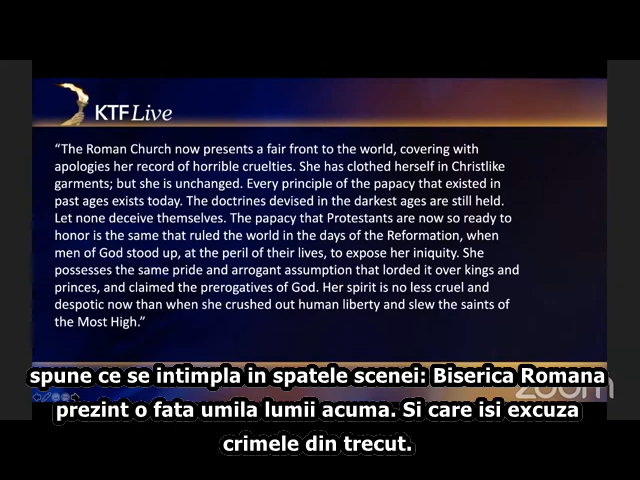 KTF Live
“The Roman Church now presents a fair front to the world, covering with
apologies her record of horrible cruelties. She has clothed herself in Christlike
garments; but she is unchanged. Every principle of the papacy that existed in
past ages exists today. The doctrines devised in the darkest ages are still held.
Let none deceive themselves. The papacy that Protestants are now so ready to
honor is the same that ruled the world in the days of the Reformation, when
men of God stood up, at the peril of their lives, to expose her iniquity. She
possesses the same pride and arrogant assumption that lorded it over kings and
princes, and claimed the prerogatives of God. Her spirit is no less cruel and
despotic now than when she crushed out human liberty and slew the saints of
the Most High.”
spune ce se intimpla in spatele scenei: Biserica Romana
prezint o fata umila lumii acuma. Si care isi excuza
zoom
crimele din trecut.